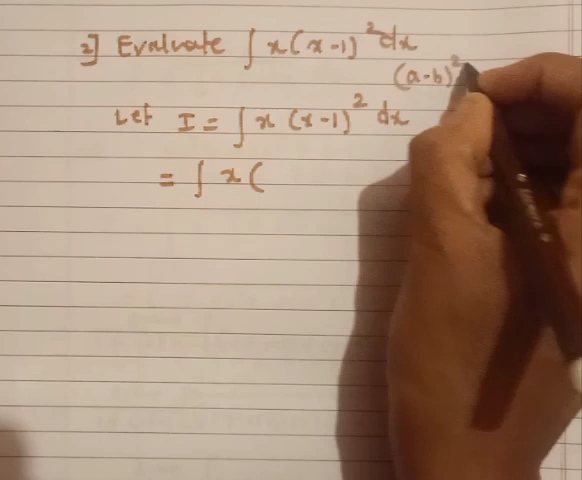 2] Evaluate ∫ x(x-1)² dx
(a-b)²
Let I = ∫ x (x-1)² dx
= ∫ x (